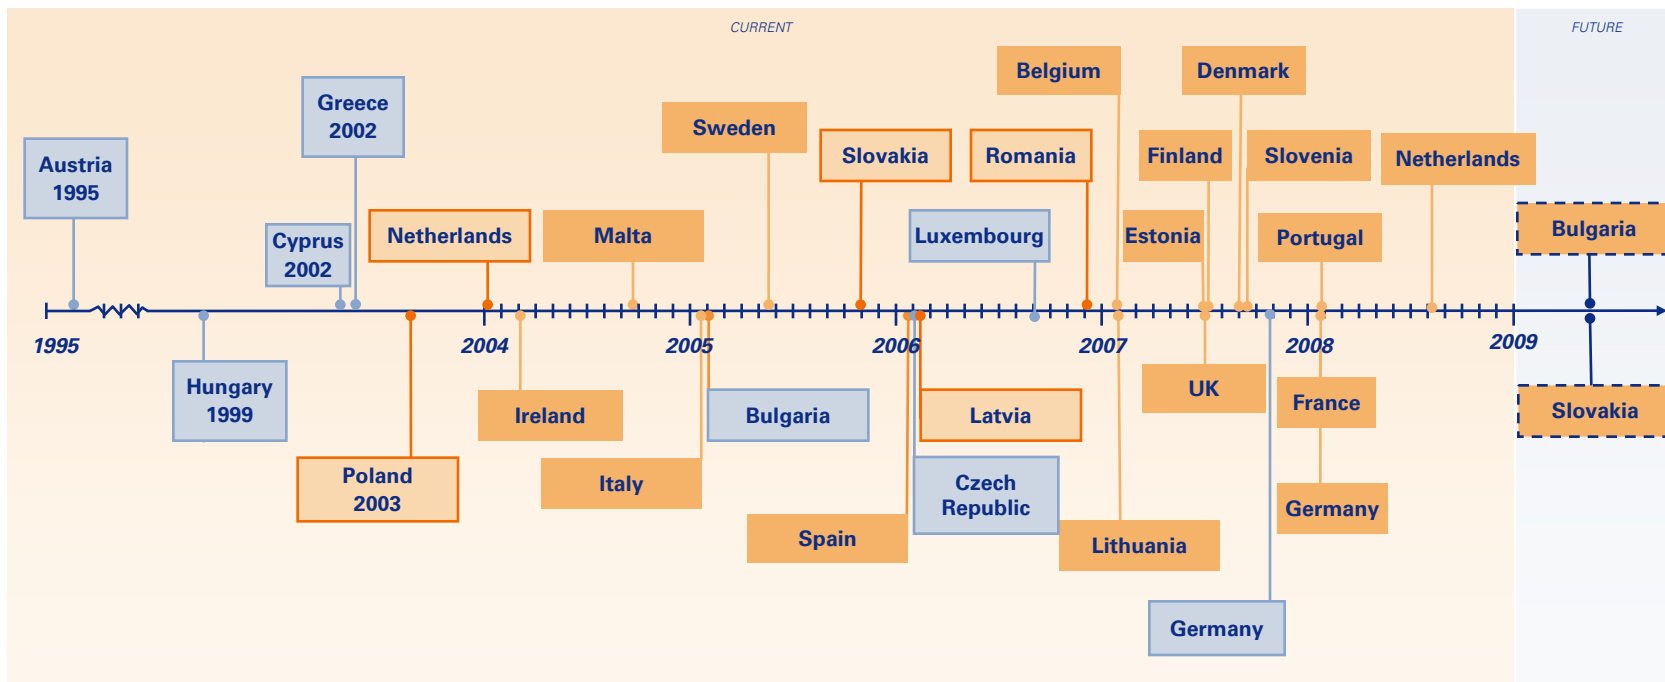 CURRENT
FUTURE
Belgium
Denmark
Greece
2002
Sweden
Slovakia
Romania
Finland
Slovenia
Netherlands
Austria
1995
Cyprus
2002
Netherlands
Malta
Luxembourg
Estonia
Portugal
Bulgaria
1995
2004
2005
2006
2007
2008
2009
Hungary
1999
Ireland
Bulgaria
Latvia
UK
France
Slovakia
Poland
2003
Italy
Czech
Republic
Spain
Lithuania
Germany
Germany